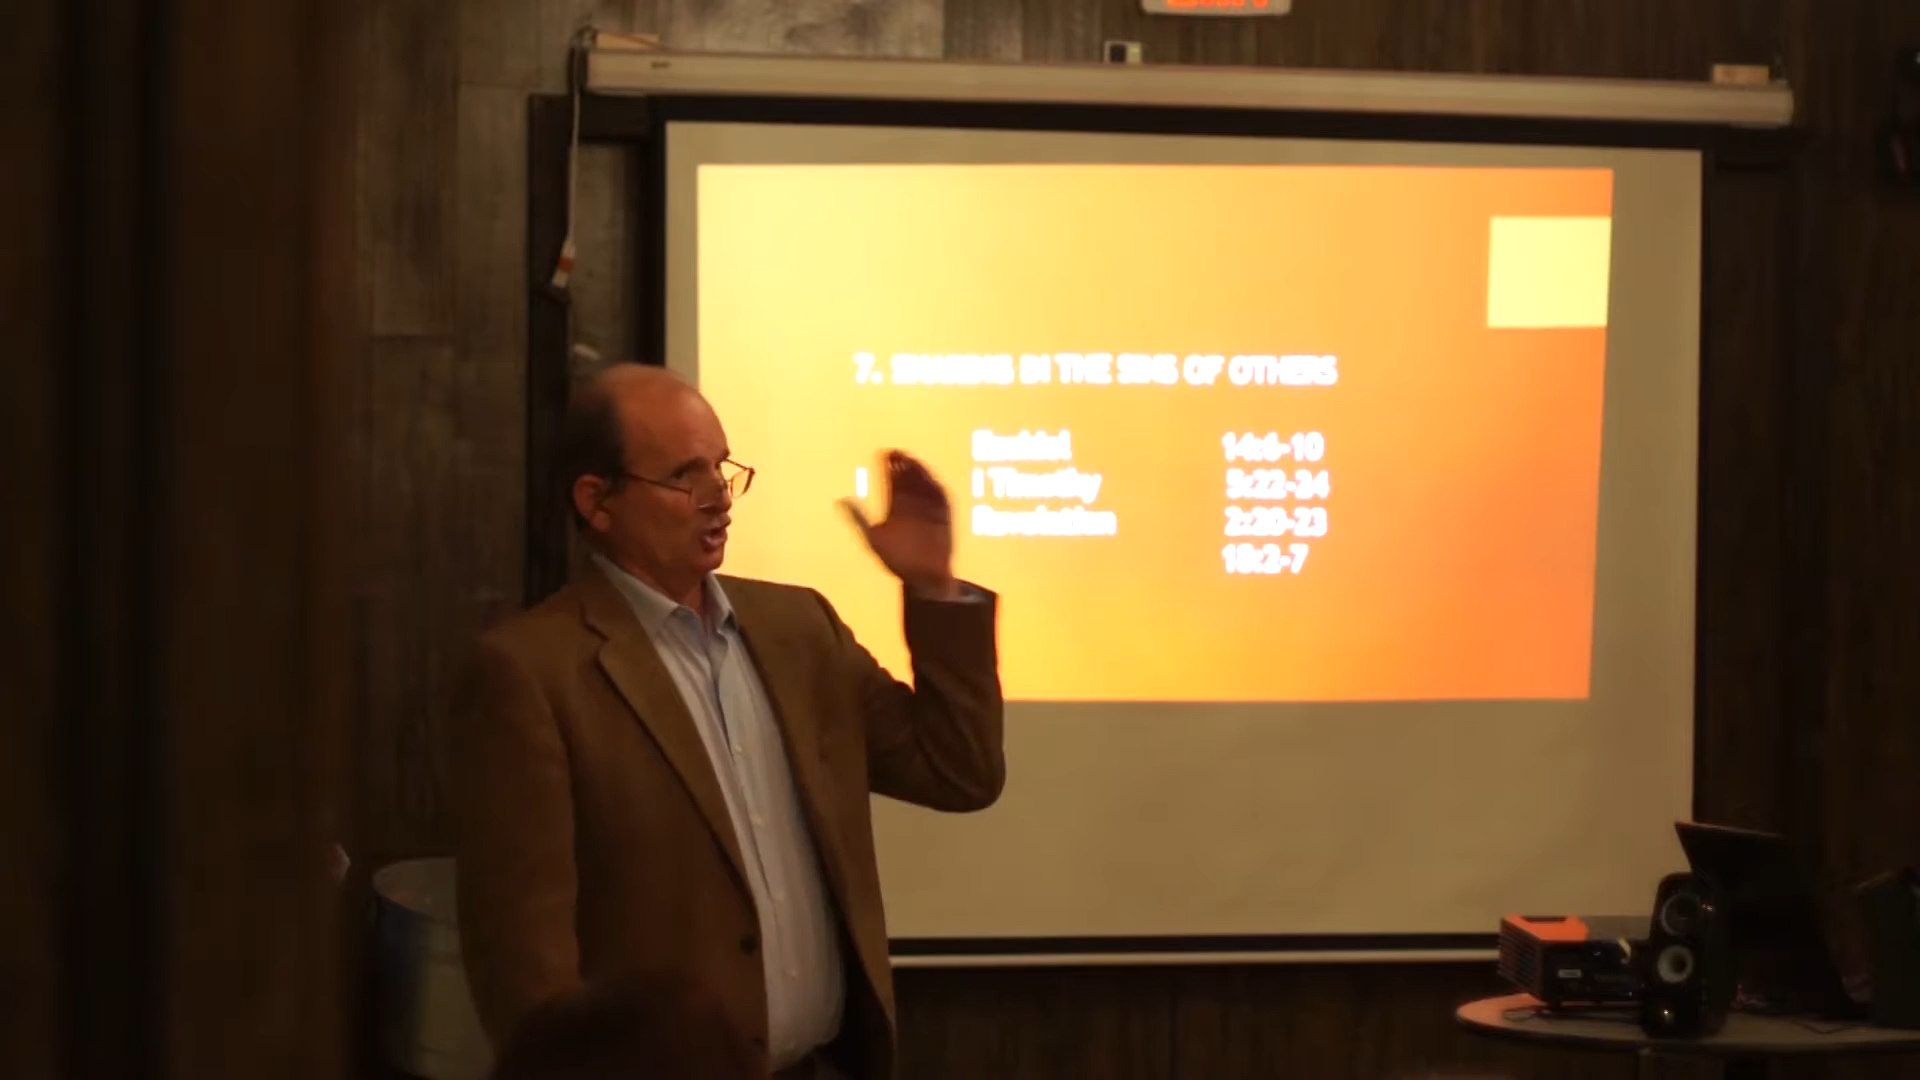 7. SHARING IN THE SINS OF OTHERS
Ezekiel 14:6-10
I I Timothy 5:22-24
Revelation 2:20-23
18:2-7